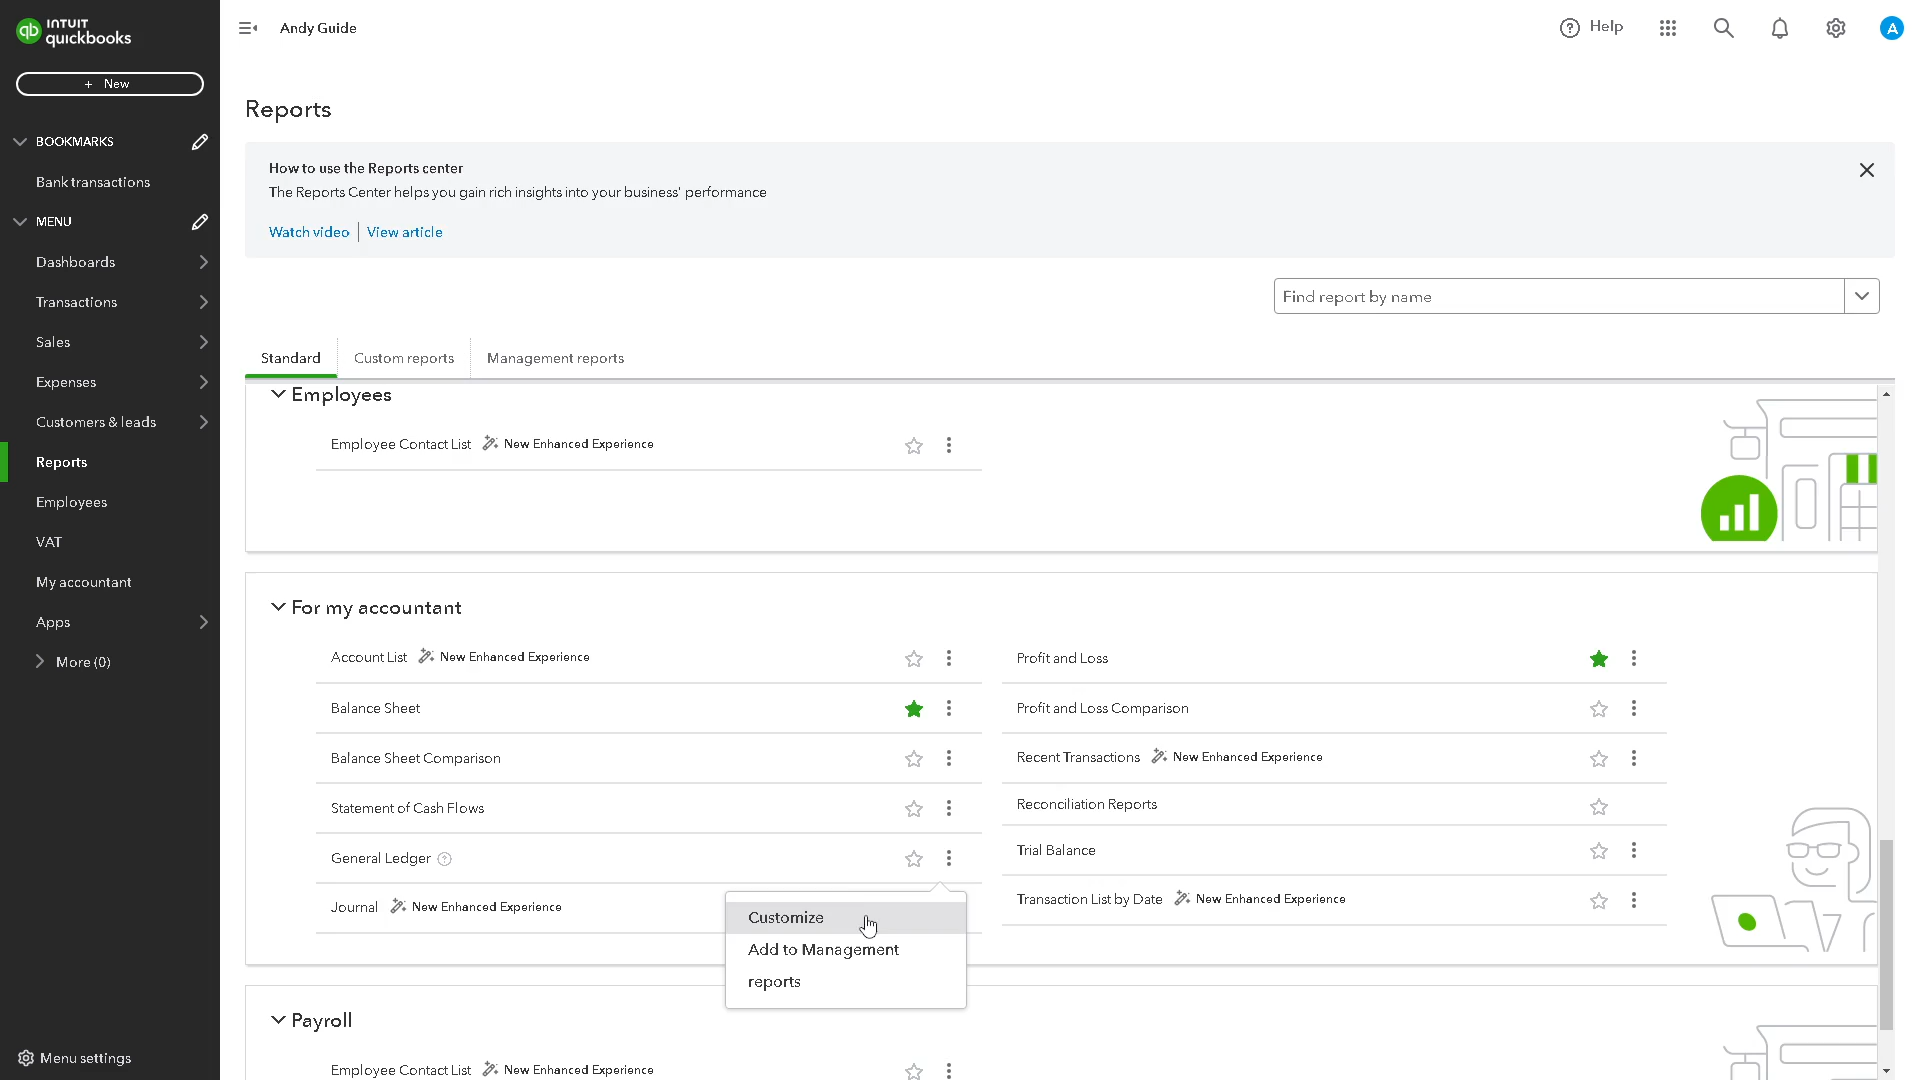 INTUIT
quickbooks
+ New
BOOKMARKS
Bank transactions
MENU
Dashboards
Transactions
Sales
Expenses
Customers & leads
Reports
Employees
VAT
My accountant
Apps
More (0)
Menu settings
Andy Guide
Help
A
Reports
How to use the Reports center
The Reports Center helps you gain rich insights into your business' performance
Watch video
View article
Find report by name
Standard
Custom reports
Management reports
Employees
Employee Contact List New Enhanced Experience
For my accountant
Account List New Enhanced Experience
Balance Sheet
Balance Sheet Comparison
Statement of Cash Flows
General Ledger ?
Journal New Enhanced Experience
Profit and Loss
Profit and Loss Comparison
Recent Transactions New Enhanced Experience
Reconciliation Reports
Trial Balance
Transaction List by Date New Enhanced Experience
Customize
Add to Management
reports
Payroll
Employee Contact List New Enhanced Experience